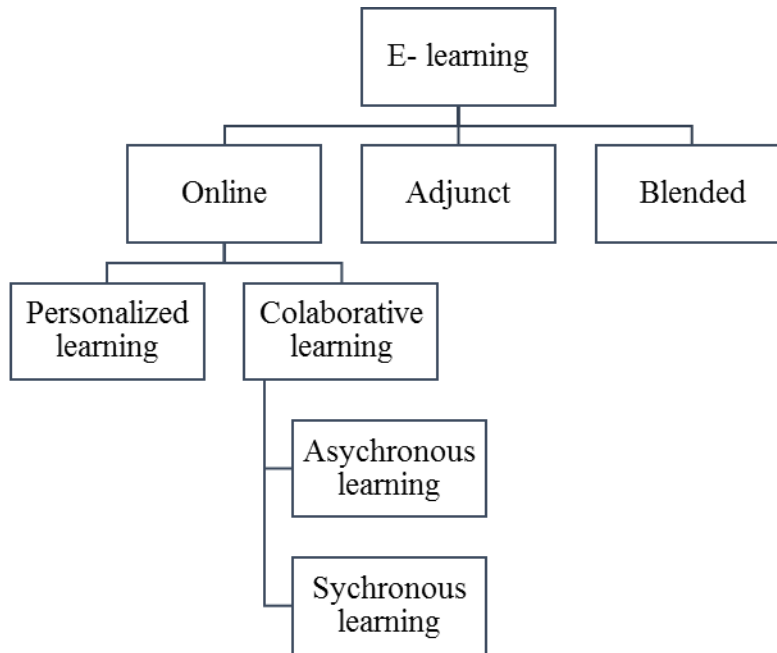 E- learning
Online
Adjunct
Blended
Personalized
learning
Colaborative
learning
Asychronous
learning
Sychronous
learning